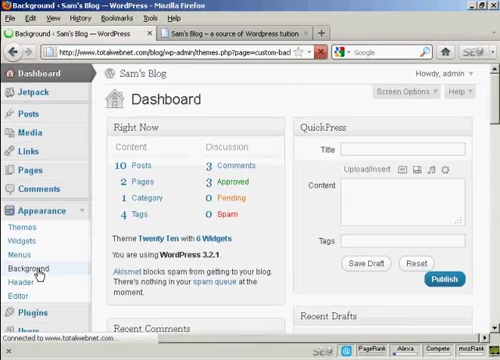 Background ‹ Sam's Blog — WordPress - Mozilla Firefox
File Edit View History Bookmarks Tools Help
Background ‹ Sam's Blog — WordPress
Sam's Blog – a source of Wordpress tuition
http://www.totalwebnet.com/blog/wp-admin/themes.php?page=custom-bac
Google
Dashboard
Jetpack
Posts
Media
Links
Pages
Comments
Appearance
Themes
Widgets
Menus
Background
Header
Editor
Plugins
Users
Sam's Blog
Howdy, admin
Dashboard
Screen Options
Help
Right Now
Content Discussion
10 Posts 3 Comments
2 Pages 3 Approved
1 Category 0 Pending
4 Tags 0 Spam
Theme Twenty Ten with 6 Widgets
You are using WordPress 3.2.1.
Akismet blocks spam from getting to your blog.
There's nothing in your spam queue at the
moment.
Recent Comments
QuickPress
Title
Upload/Insert
Content
Tags
Save Draft
Reset
Publish
Recent Drafts
Connected to www.totalwebnet.com...
SEO
PageRank
Alexa
Compete
mozRank